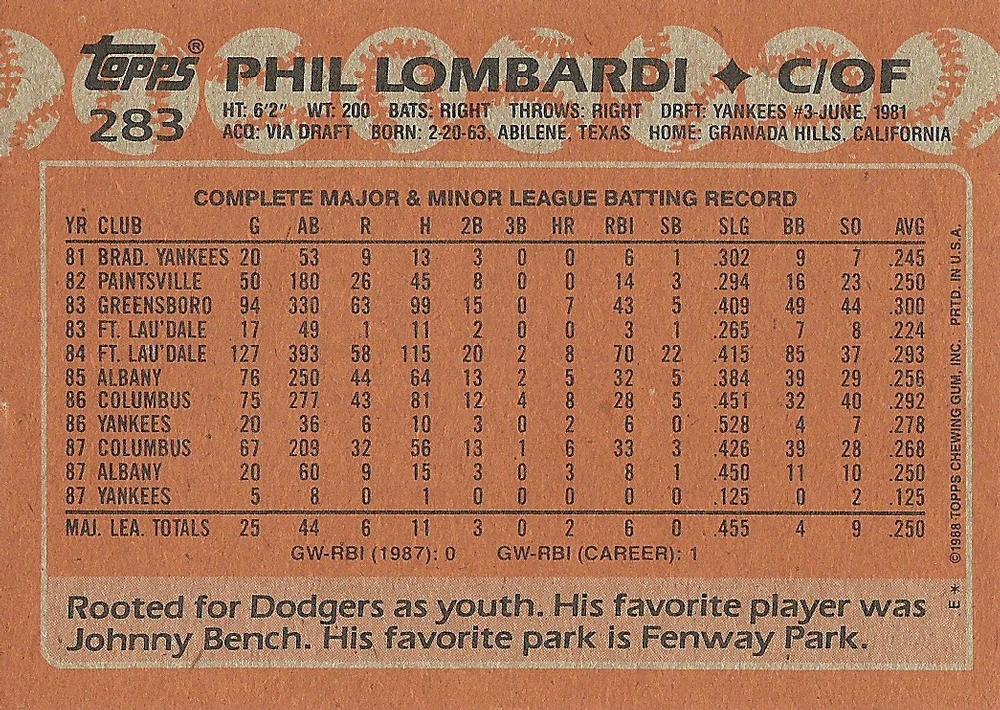 topps®
283
PHIL LOMBARDI ✦ C/OF
HT: 6'2" WT: 200 BATS: RIGHT THROWS: RIGHT DRFT: YANKEES #3-JUNE, 1981
ACQ: VIA DRAFT BORN: 2-20-63, ABILENE, TEXAS HOME: GRANADA HILLS, CALIFORNIA
COMPLETE MAJOR & MINOR LEAGUE BATTING RECORD
YR CLUB G AB R H 2B 3B HR RBI SB SLG BB SO AVG
81 BRAD. YANKEES 20 53 9 13 3 0 0 6 1 .302 9 7 .245
82 PAINTSVILLE 50 180 26 45 8 0 0 14 3 .294 16 23 .250
83 GREENSBORO 94 330 63 99 15 0 7 43 5 .409 49 44 .300
83 FT. LAU'DALE 17 49 1 11 2 0 0 3 1 .265 7 8 .224
84 FT. LAU'DALE 127 393 58 115 20 2 8 70 22 .415 85 37 .293
85 ALBANY 76 250 44 64 13 2 5 32 5 .384 39 29 .256
86 COLUMBUS 75 277 43 81 12 4 8 28 5 .451 32 40 .292
86 YANKEES 20 36 6 10 3 0 2 6 0 .528 4 7 .278
87 COLUMBUS 67 209 32 56 13 1 6 33 3 .426 39 28 .268
87 ALBANY 20 60 9 15 3 0 3 8 1 .450 11 10 .250
87 YANKEES 5 8 0 1 0 0 0 0 0 .125 0 2 .125
MAJ. LEA. TOTALS 25 44 6 11 3 0 2 6 0 .455 4 9 .250
GW-RBI (1987): 0 GW-RBI (CAREER): 1
Rooted for Dodgers as youth. His favorite player was
Johnny Bench. His favorite park is Fenway Park.
E * ©1988 TOPPS CHEWING GUM, INC. PRTD. IN U.S.A.